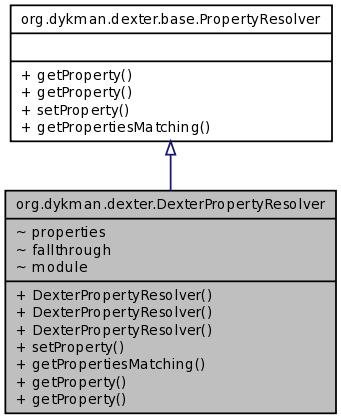 org.dykman.dexter.base.PropertyResolver
+ getProperty()
+ getProperty()
+ setProperty()
+ getPropertiesMatching()
org.dykman.dexter.DexterPropertyResolver
~ properties
~ fallthrough
~ module
+ DexterPropertyResolver()
+ DexterPropertyResolver()
+ DexterPropertyResolver()
+ setProperty()
+ getPropertiesMatching()
+ getProperty()
+ getProperty()